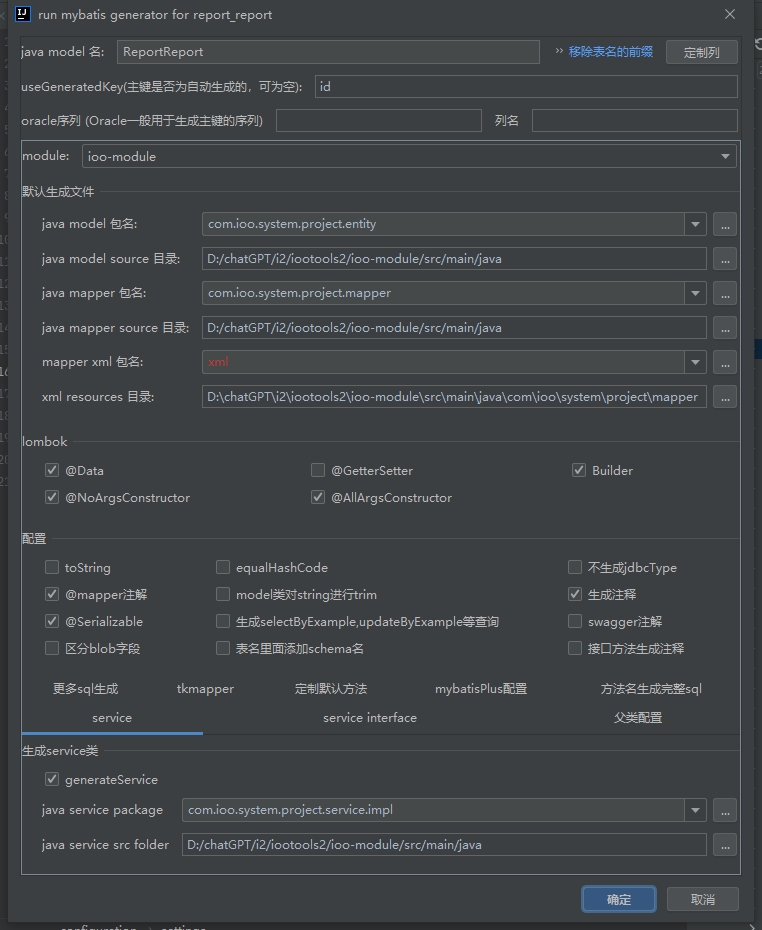 run mybatis generator for report_report
java model 名: ReportReport >> 移除表名的前缀 定制列
useGeneratedKey(主键是否为自动生成的，可为空): id
oracle序列 (Oracle一般用于生成主键的序列) 列名
module: ioo-module
默认生成文件
java model 包名: com.ioo.system.project.entity ...
java model source 目录: D:/chatGPT/i2/iootools2/ioo-module/src/main/java ...
java mapper 包名: com.ioo.system.project.mapper ...
java mapper source 目录: D:/chatGPT/i2/iootools2/ioo-module/src/main/java ...
mapper xml 包名: xml ...
xml resources 目录: D:\chatGPT\i2\iootools2\ioo-module\src\main\java\com\ioo\system\project\mapper ...
lombok
@Data @GetterSetter Builder
@NoArgsConstructor @AllArgsConstructor
配置
toString equalHashCode 不生成jdbcType
@mapper注解 model类对string进行trim 生成注释
@Serializable 生成selectByExample,updateByExample等查询 swagger注解
区分blob字段 表名里面添加schema名 接口方法生成注释
更多sql生成 tkmapper 定制默认方法 mybatisPlus配置 方法名生成完整sql
service service interface 父类配置
生成service类
generateService
java service package com.ioo.system.project.service.impl ...
java service src folder D:/chatGPT/i2/iootools2/ioo-module/src/main/java ...
确定 取消